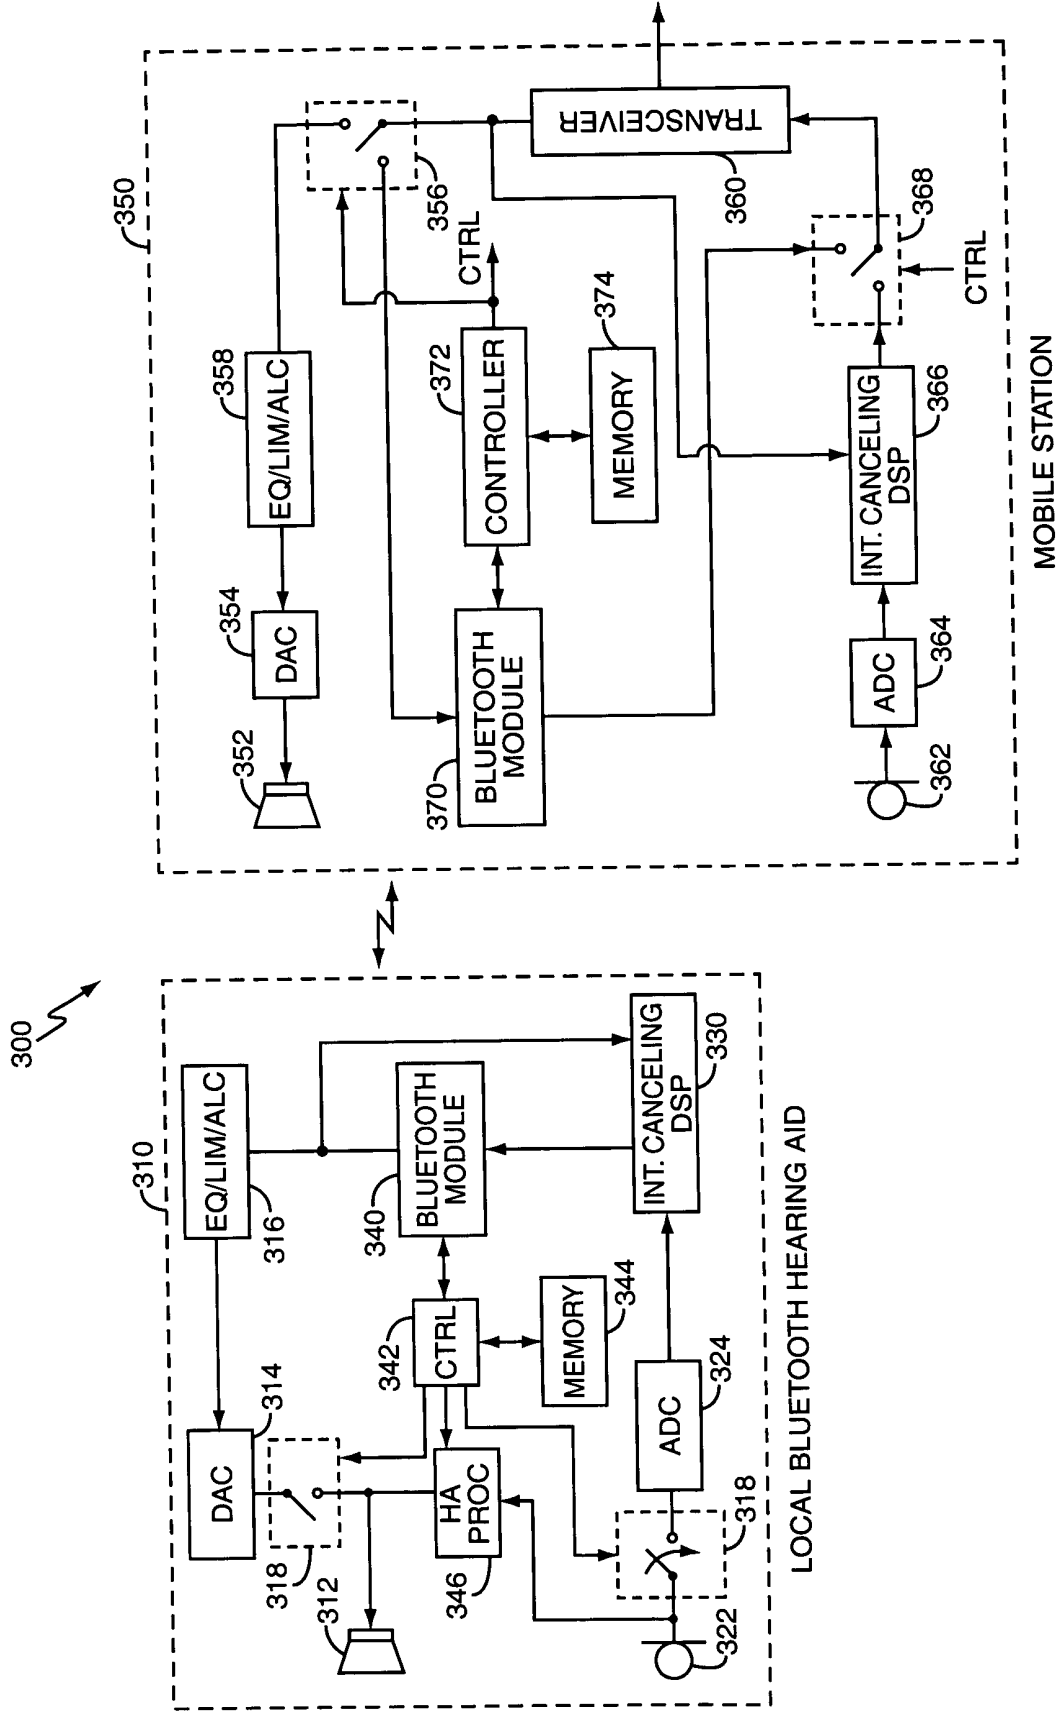 300
310
EQ/LIM/ALC
316
DAC
314
318
312
BLUETOOTH
MODULE
340
CTRL
342
MEMORY
344
HA
PROC
346
INT. CANCELING
DSP
330
ADC
324
318
322
LOCAL BLUETOOTH HEARING AID
350
352
DAC
354
EQ/LIM/ALC
358
356
BLUETOOTH
MODULE
370
CONTROLLER
372
CTRL
MEMORY
374
TRANSCEIVER
360
362
ADC
364
INT. CANCELING
DSP
366
368
CTRL
MOBILE STATION